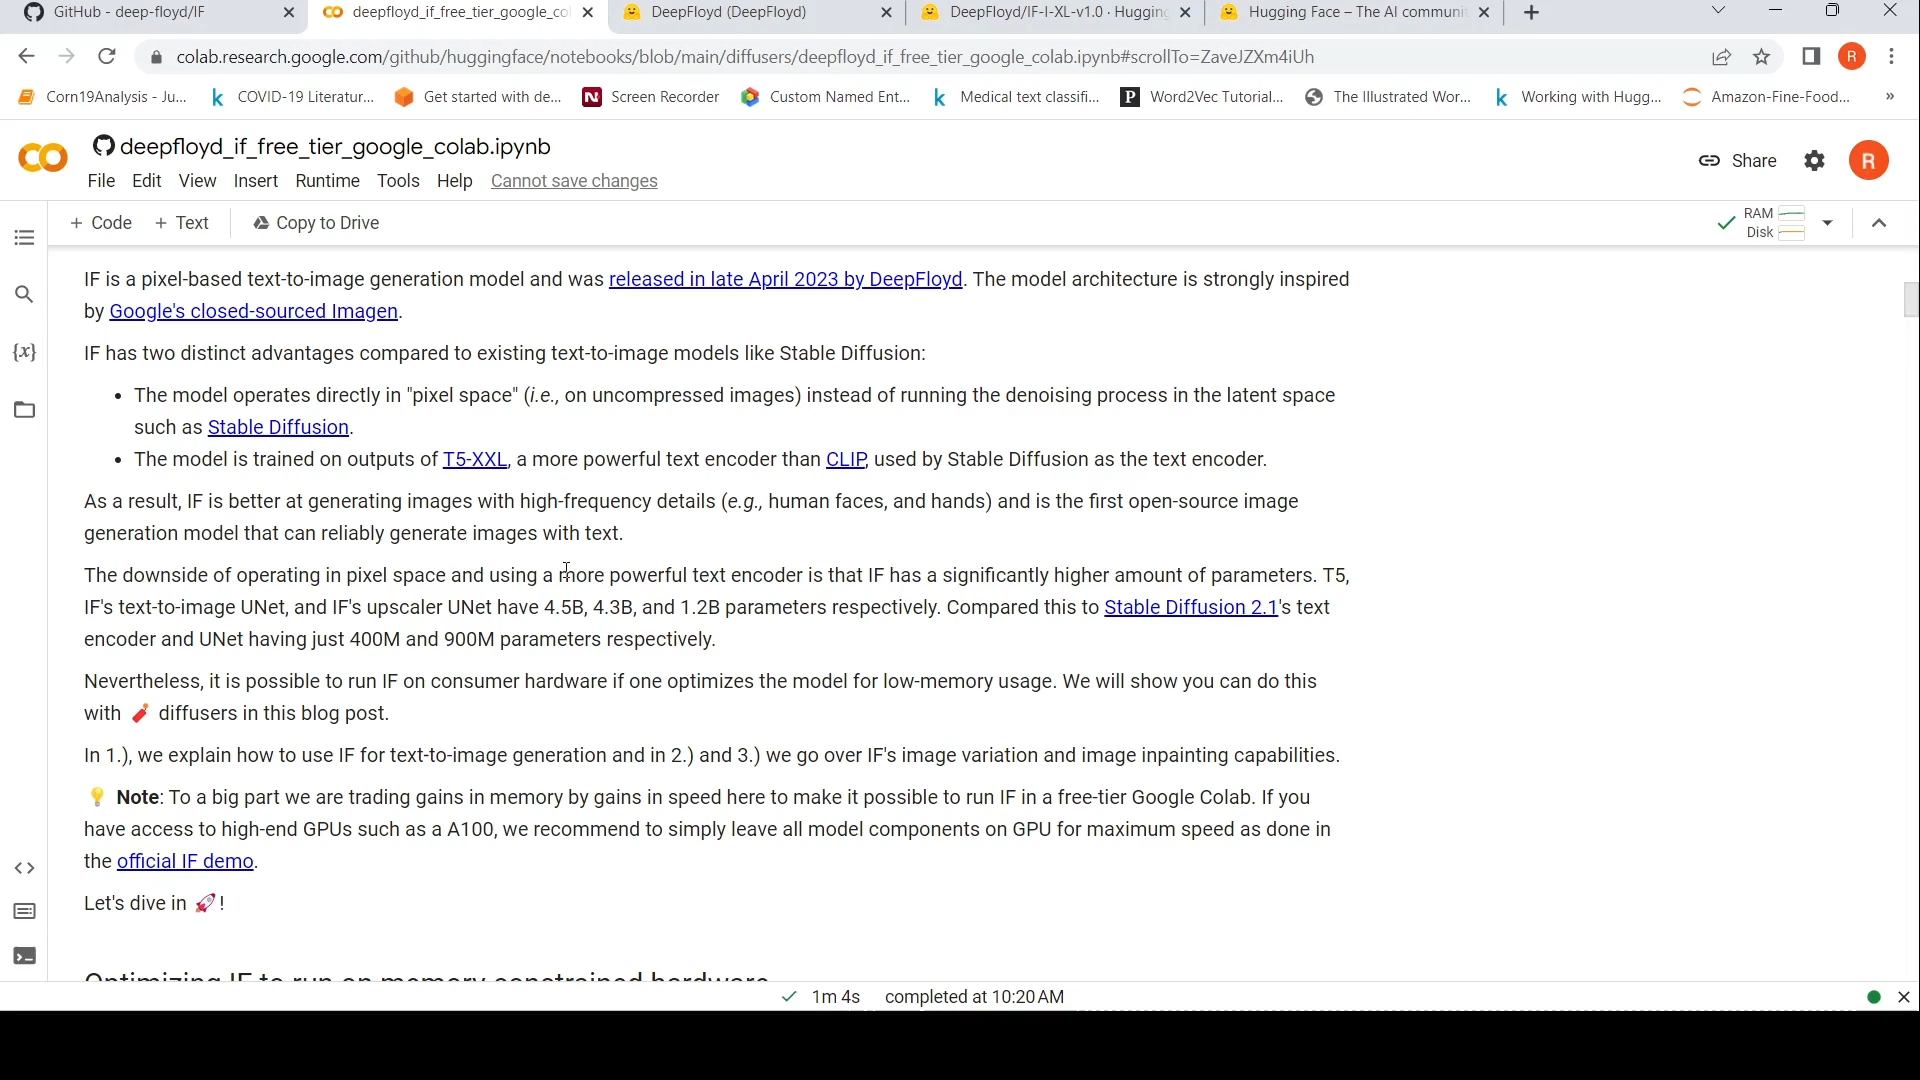 GitHub - deep-floyd/IF
deepfloyd_if_free_tier_google_co
DeepFloyd (DeepFloyd)
DeepFloyd/IF-I-XL-v1.0 · Hugging
Hugging Face – The AI communit
colab.research.google.com/github/huggingface/notebooks/blob/main/diffusers/deepfloyd_if_free_tier_google_colab.ipynb#scrollTo=ZaveJZXm4iUh
R
Corn19Analysis - Ju...
COVID-19 Literatur...
Get started with de...
Screen Recorder
Custom Named Ent...
Medical text classifi...
Word2Vec Tutorial...
The Illustrated Wor...
Working with Hugg...
Amazon-Fine-Food...
»
deepfloyd_if_free_tier_google_colab.ipynb
File Edit View Insert Runtime Tools Help Cannot save changes
Share
R
+ Code + Text
Copy to Drive
RAM
Disk
{x}
IF is a pixel-based text-to-image generation model and was released in late April 2023 by DeepFloyd. The model architecture is strongly inspired
by Google's closed-sourced Imagen.
IF has two distinct advantages compared to existing text-to-image models like Stable Diffusion:
• The model operates directly in "pixel space" (i.e., on uncompressed images) instead of running the denoising process in the latent space
such as Stable Diffusion.
• The model is trained on outputs of T5-XXL, a more powerful text encoder than CLIP, used by Stable Diffusion as the text encoder.
As a result, IF is better at generating images with high-frequency details (e.g., human faces, and hands) and is the first open-source image
generation model that can reliably generate images with text.
The downside of operating in pixel space and using a more powerful text encoder is that IF has a significantly higher amount of parameters. T5,
IF's text-to-image UNet, and IF's upscaler UNet have 4.5B, 4.3B, and 1.2B parameters respectively. Compared this to Stable Diffusion 2.1's text
encoder and UNet having just 400M and 900M parameters respectively.
Nevertheless, it is possible to run IF on consumer hardware if one optimizes the model for low-memory usage. We will show you can do this
with 🧨 diffusers in this blog post.
In 1.), we explain how to use IF for text-to-image generation and in 2.) and 3.) we go over IF's image variation and image inpainting capabilities.
💡 Note: To a big part we are trading gains in memory by gains in speed here to make it possible to run IF in a free-tier Google Colab. If you
have access to high-end GPUs such as a A100, we recommend to simply leave all model components on GPU for maximum speed as done in
the official IF demo.
Let's dive in 🚀!
Optimizing IF to run on memory constrained hardware
1m 4s completed at 10:20 AM